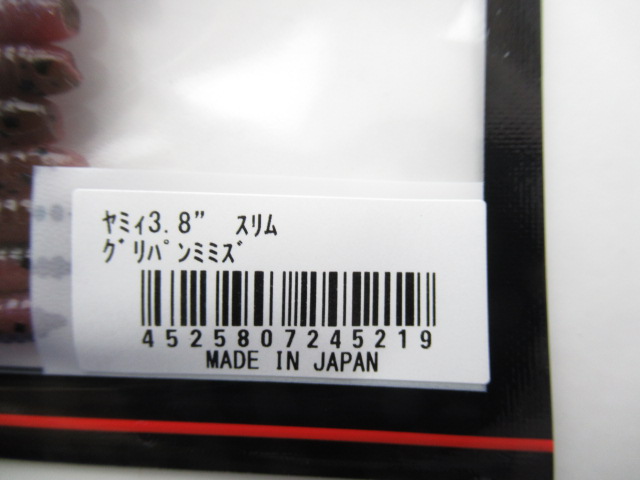 ﾔﾐｨ3.8” ｽﾘﾑ
ｸﾞﾘﾊﾟﾝﾐﾐｽﾞ
4525807245219
MADE IN JAPAN